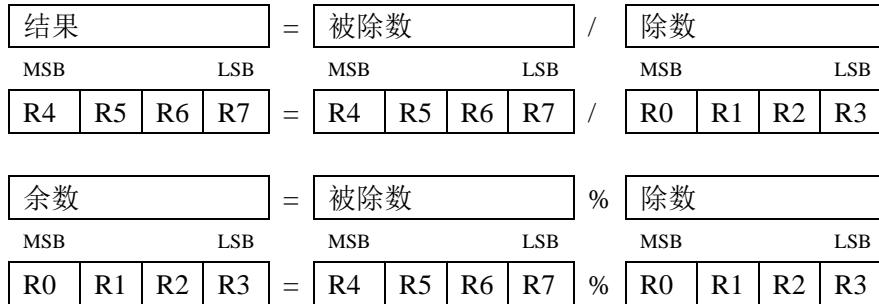 结果 = 被除数 / 除数
MSB LSB MSB LSB MSB LSB
R4 R5 R6 R7 = R4 R5 R6 R7 / R0 R1 R2 R3
余数 = 被除数 % 除数
MSB LSB MSB LSB MSB LSB
R0 R1 R2 R3 = R4 R5 R6 R7 % R0 R1 R2 R3